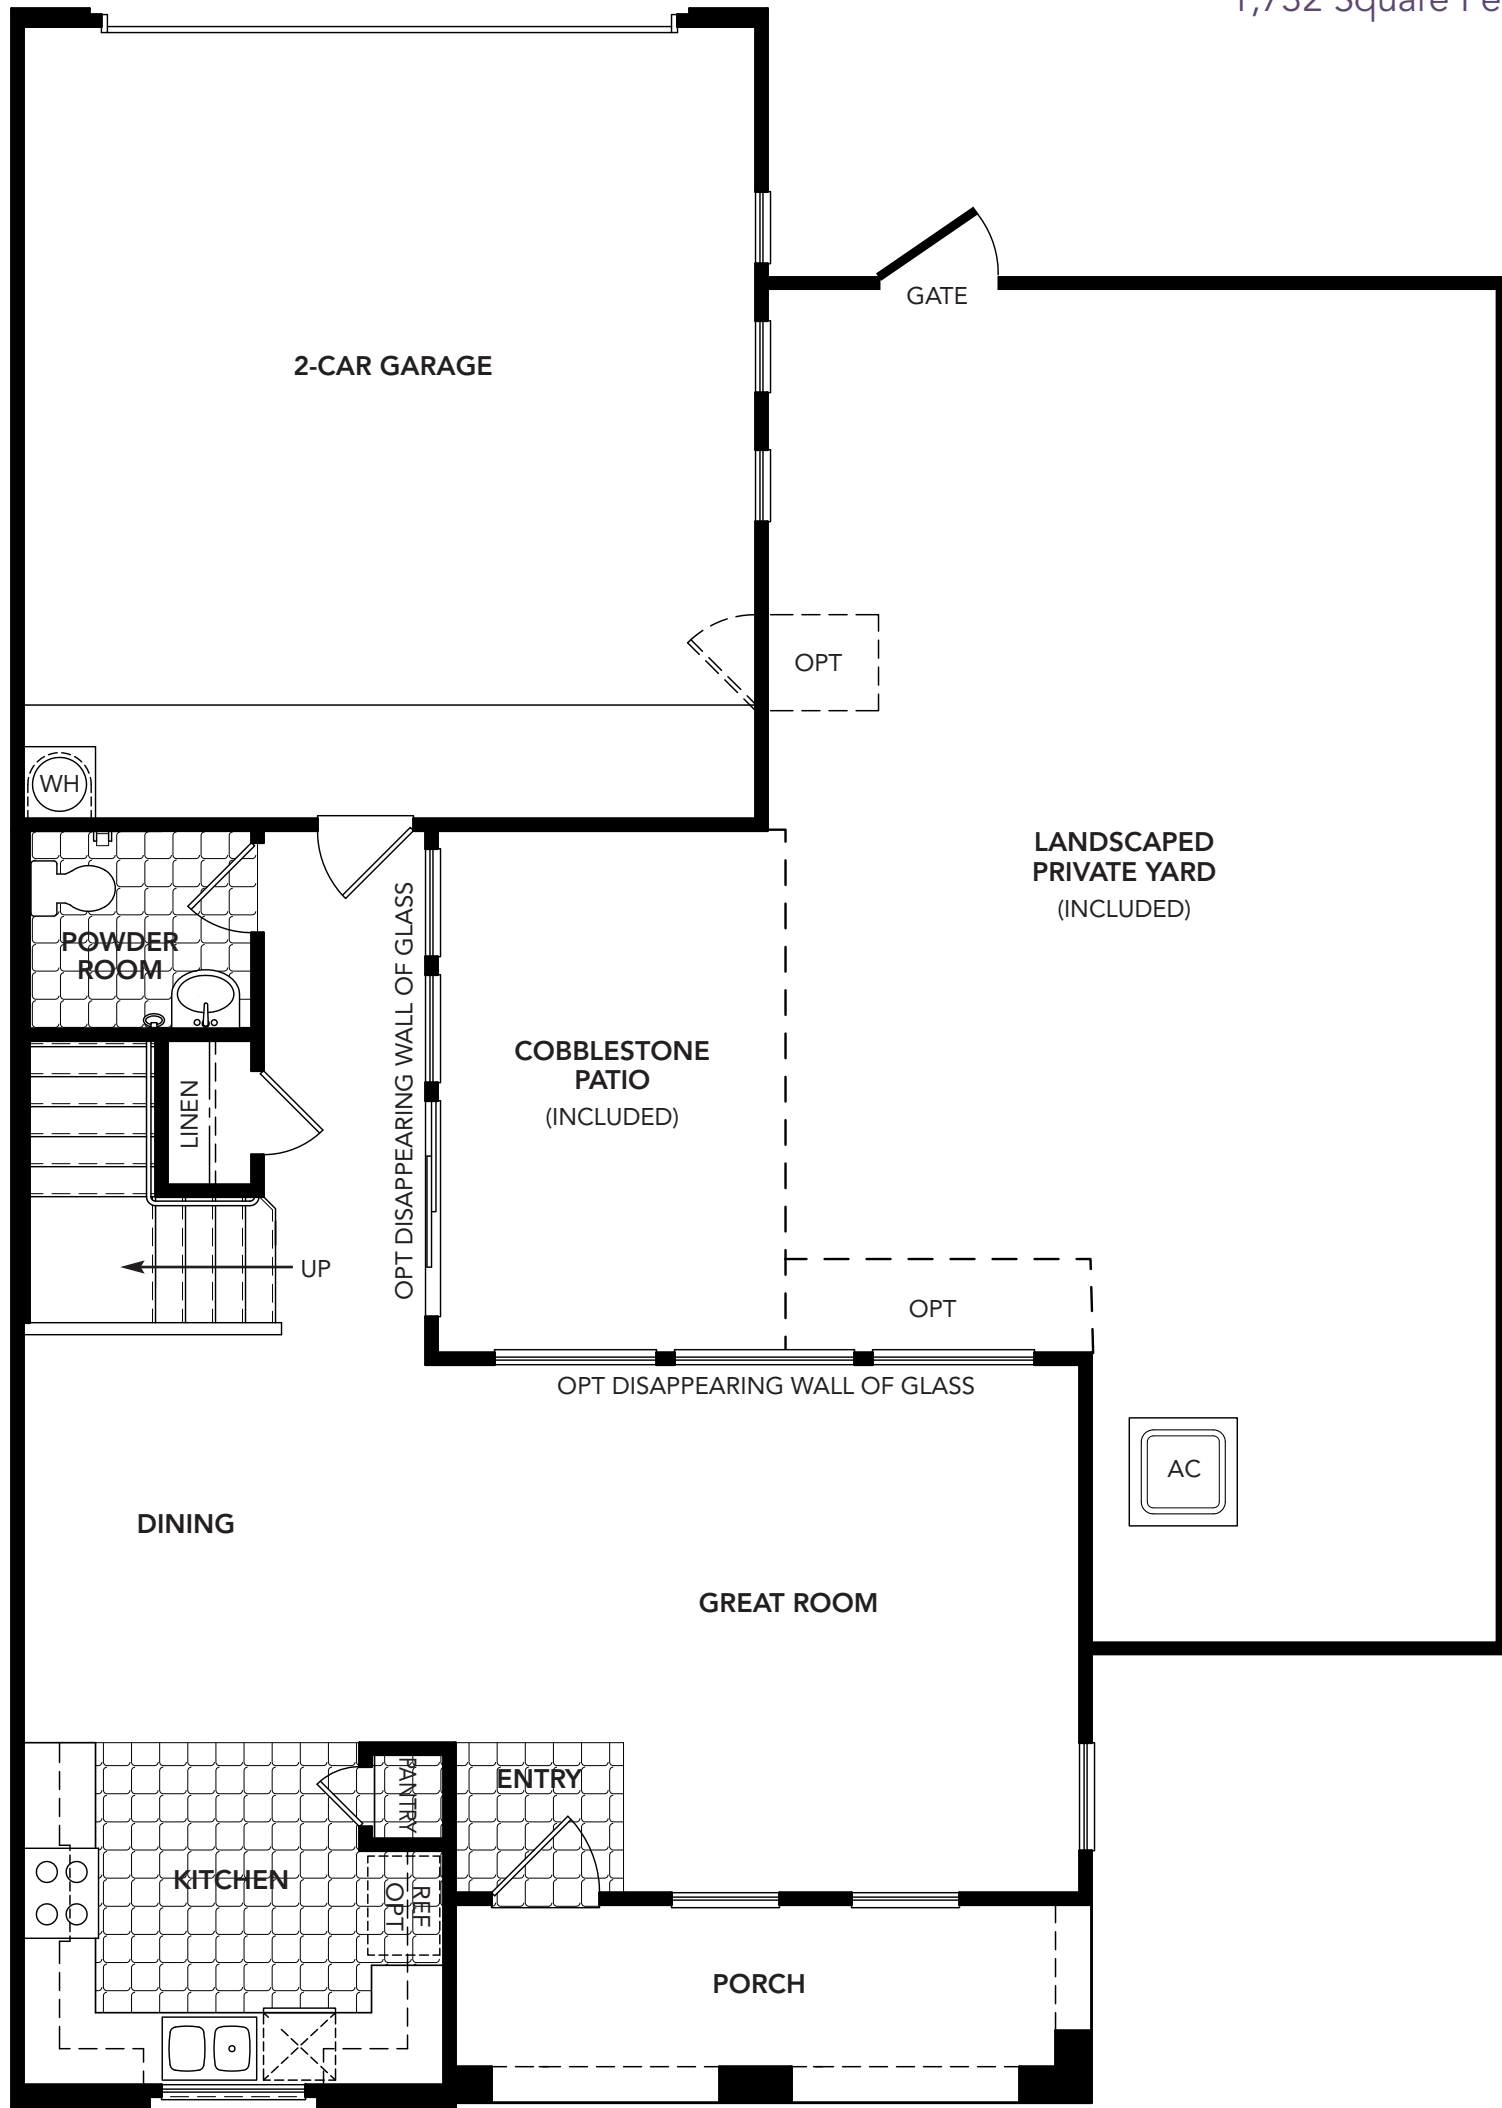 2-CAR GARAGE
GATE
OPT
WH
LANDSCAPED
PRIVATE YARD
(INCLUDED)
POWDER
ROOM
OPT DISAPPEARING WALL OF GLASS
COBBLESTONE
PATIO
(INCLUDED)
LINEN
UP
OPT
OPT DISAPPEARING WALL OF GLASS
AC
DINING
GREAT ROOM
PANTRY
ENTRY
KITCHEN
REF
OPT
PORCH